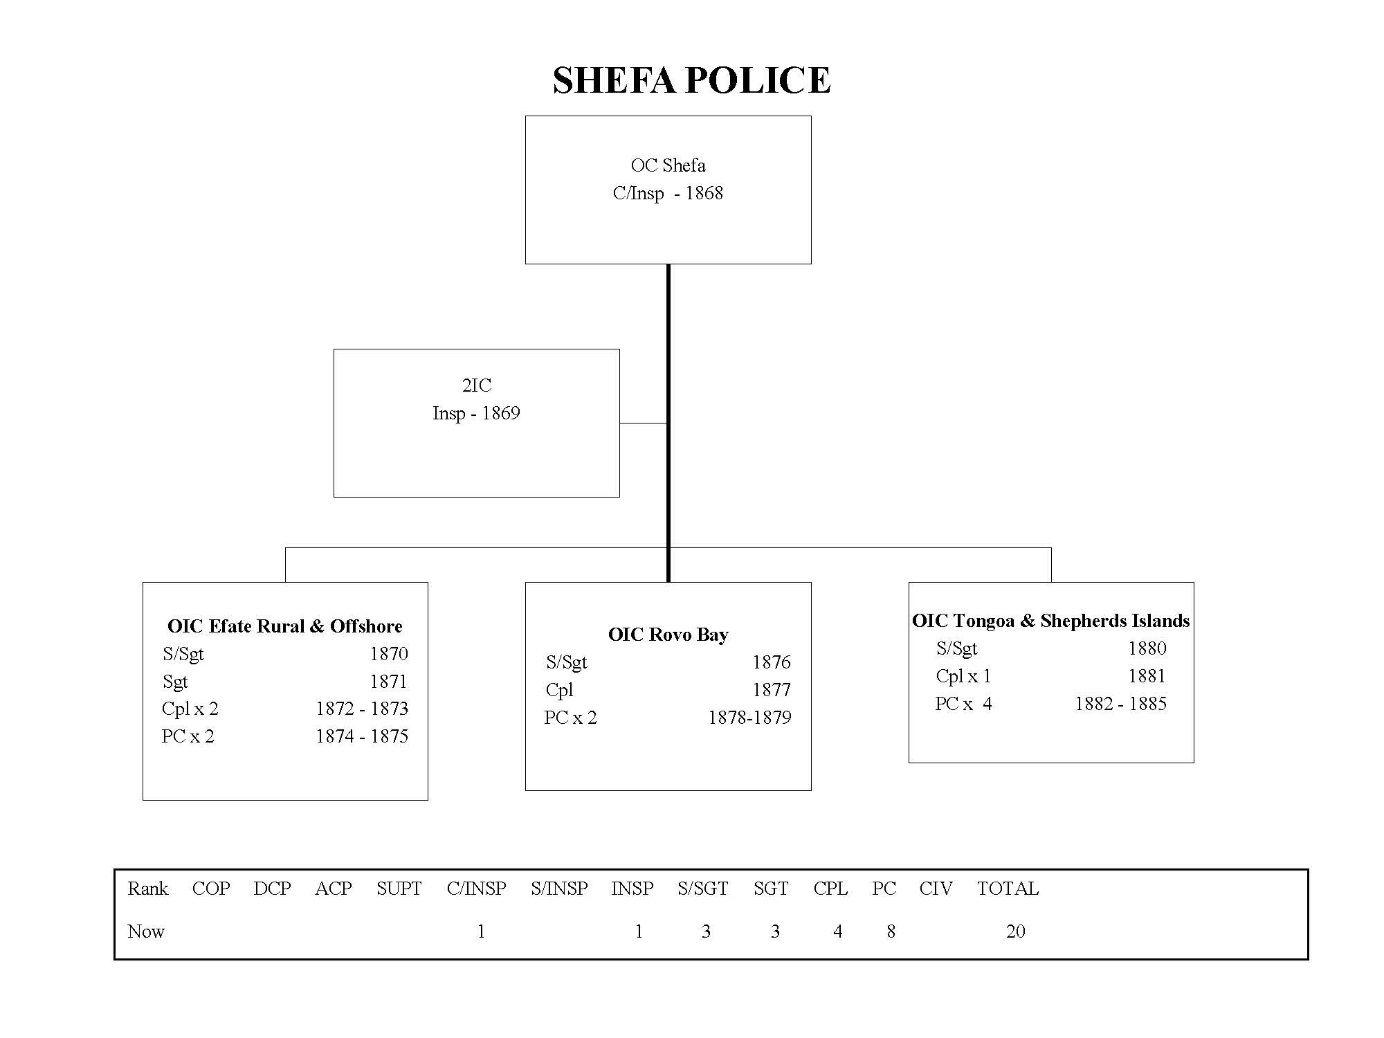 SHEFA POLICE
OC Shefa
C/Insp - 1868
2IC
Insp - 1869
OIC Efate Rural & Offshore
S/Sgt 1870
Sgt 1871
Cpl x 2 1872 - 1873
PC x 2 1874 - 1875
OIC Rovo Bay
S/Sgt 1876
Cpl 1877
PC x 2 1878-1879
OIC Tongoa & Shepherds Islands
S/Sgt 1880
Cpl x 1 1881
PC x 4 1882 - 1885
Rank COP DCP ACP SUPT C/INSP S/INSP INSP S/SGT SGT CPL PC CIV TOTAL
Now 1 1 3 3 4 8 20